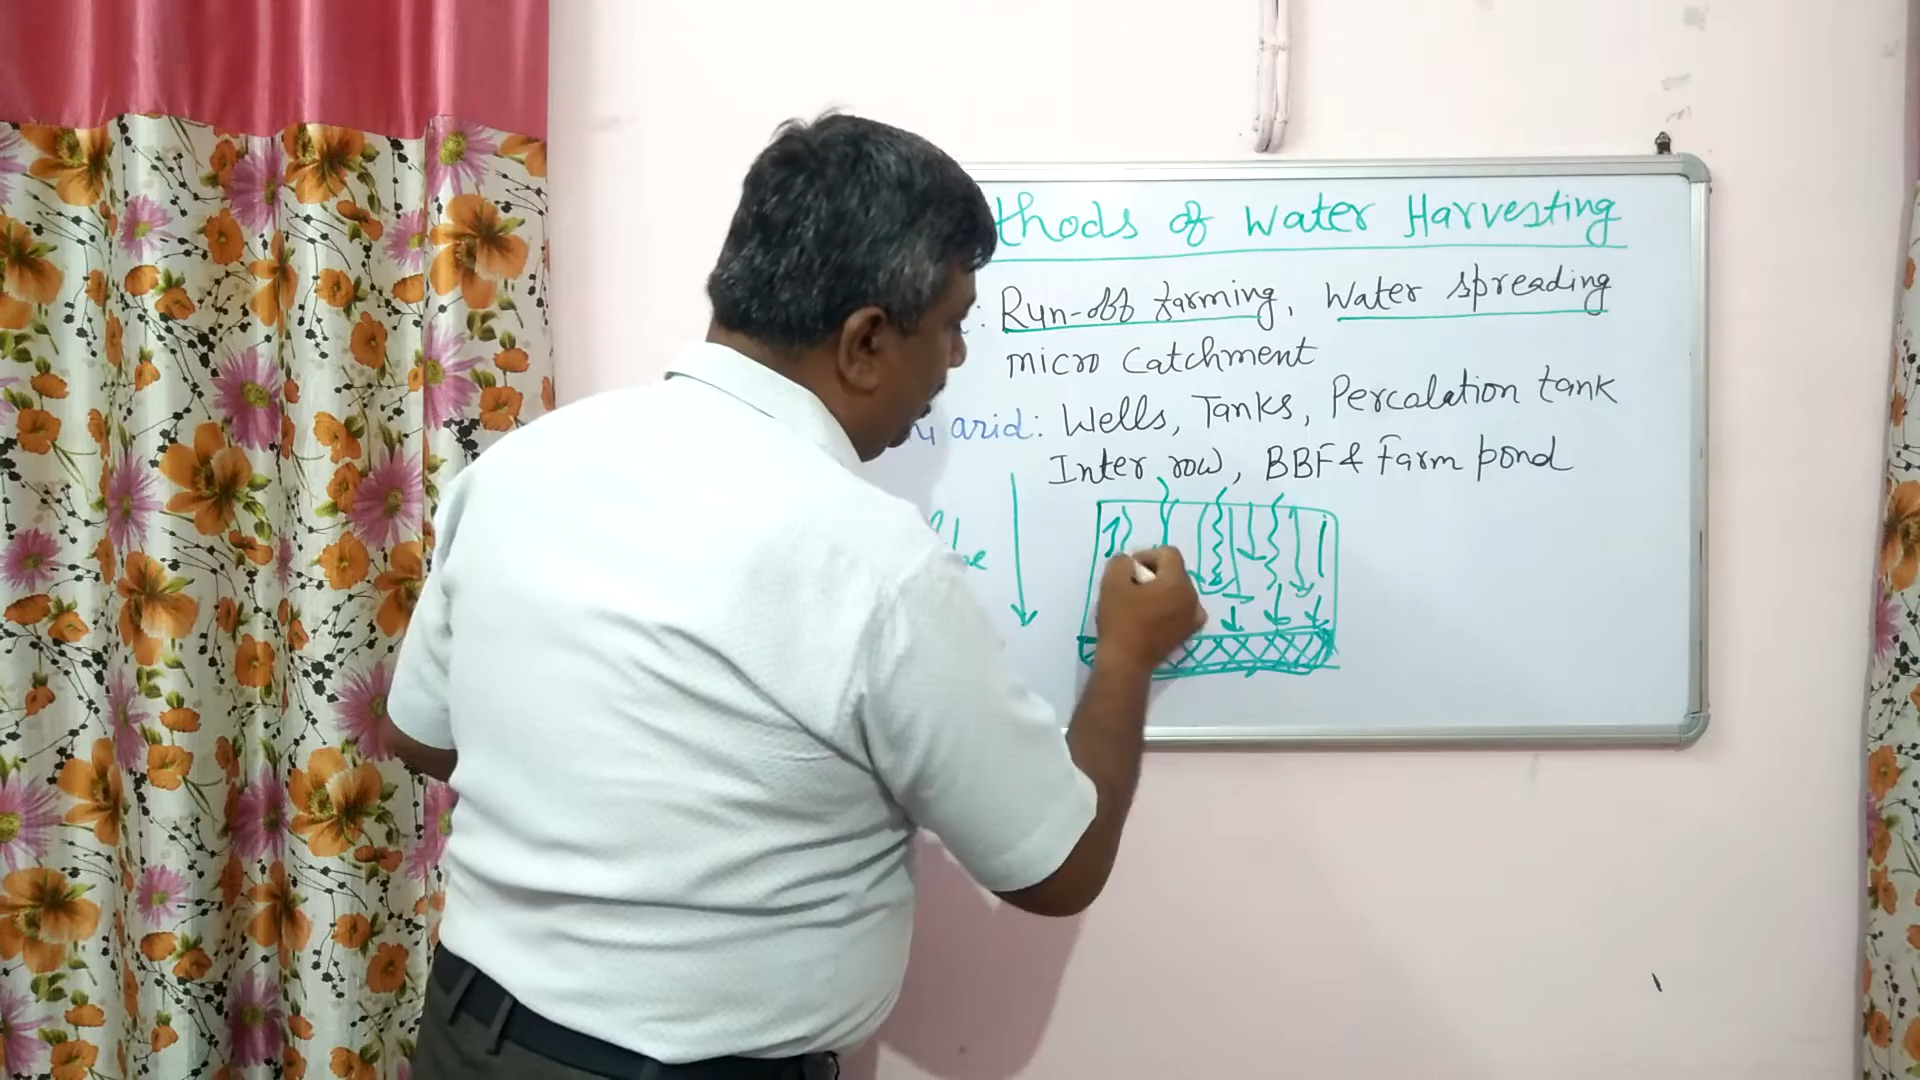 thods of Water Harvesting
: Run-off farming, Water spreading
micro Catchment
arid: Wells, Tanks, Percalation tank
Inter row, BBF & Farm pond